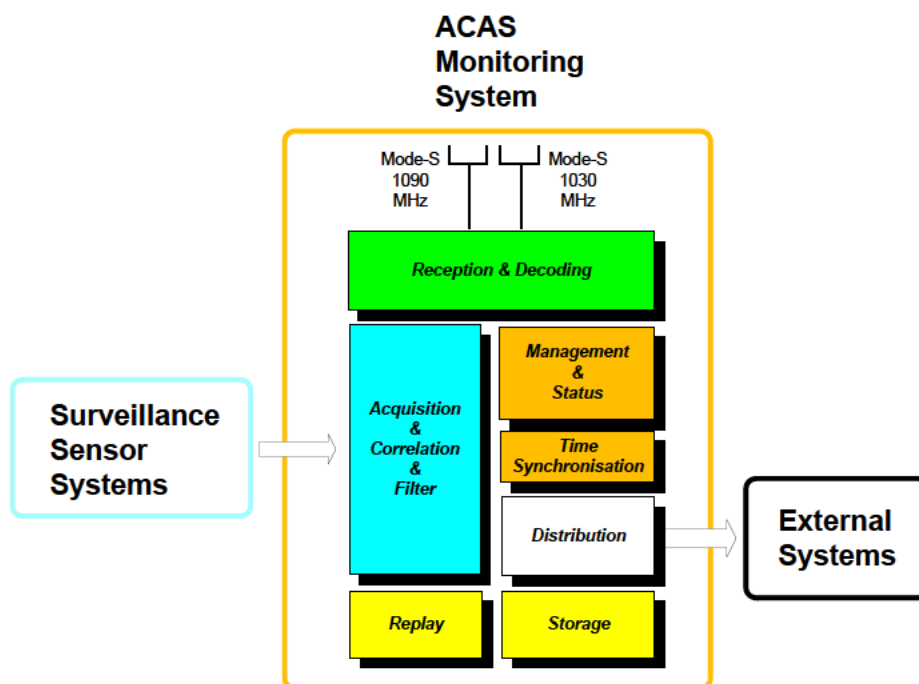 ACAS
Monitoring
System
Mode-S
1090
MHz
Mode-S
1030
MHz
Reception & Decoding
Acquisition
&
Correlation
&
Filter
Management
&
Status
Time
Synchronisation
Distribution
Replay
Storage
Surveillance
Sensor
Systems
External
Systems